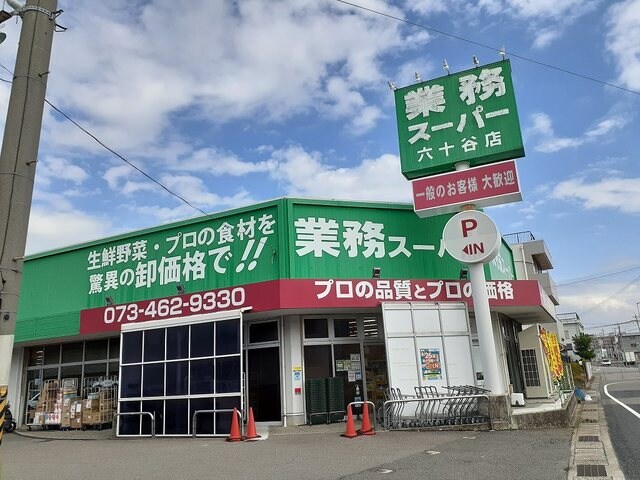 業務
スーパー
六十谷店
一般のお客様 大歓迎
P
IN
生鮮野菜・プロの食材を
驚異の卸価格で!!
業務スーパー
073-462-9330
プロの品質とプロの価格